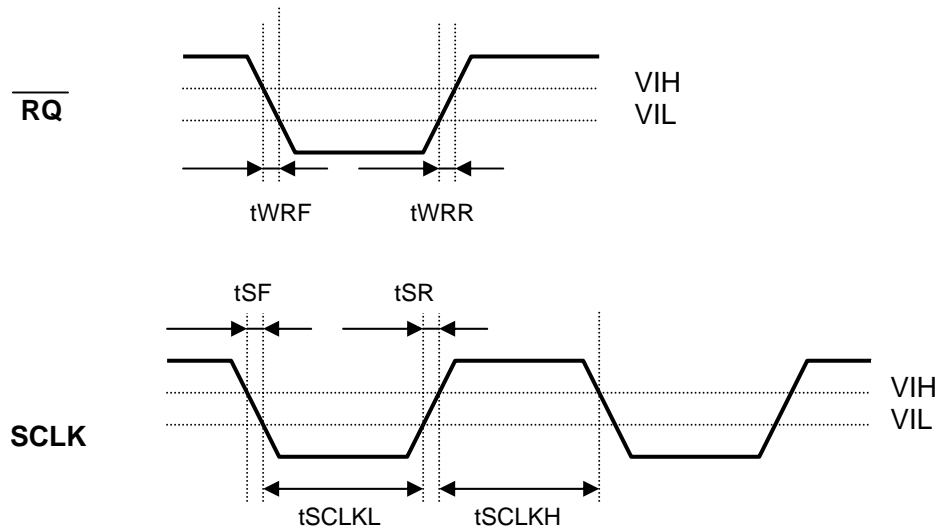 RQ
VIH
VIL
tWRF tWRR
tSF tSR
SCLK
VIH
VIL
tSCLKL tSCLKH